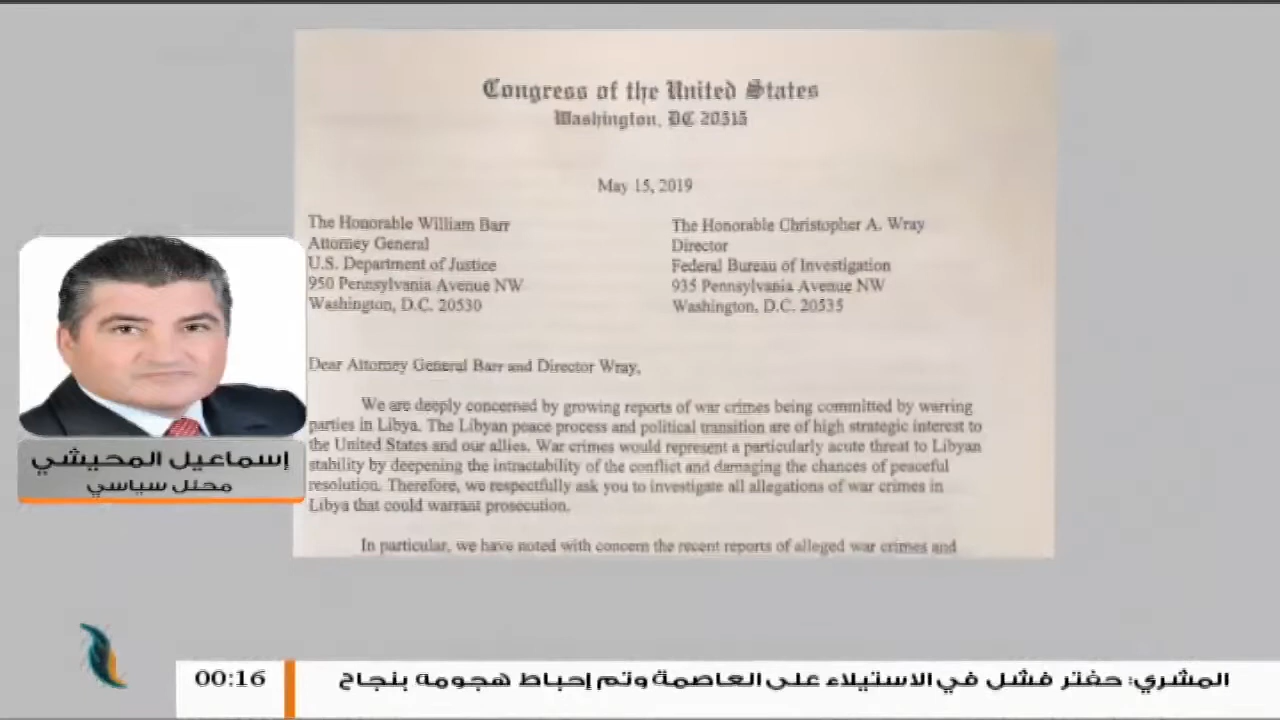 Congress of the United States
Washington, DC 20515
May 15, 2019
The Honorable William Barr
Attorney General
U.S. Department of Justice
950 Pennsylvania Avenue NW
Washington, D.C. 20530
The Honorable Christopher A. Wray
Director
Federal Bureau of Investigation
935 Pennsylvania Avenue NW
Washington, D.C. 20535
Dear Attorney General Barr and Director Wray,
We are deeply concerned by growing reports of war crimes being committed by warring
parties in Libya. The Libyan peace process and political transition are of high strategic interest to
the United States and our allies. War crimes would represent a particularly acute threat to Libyan
stability by deepening the intractability of the conflict and damaging the chances of peaceful
resolution. Therefore, we respectfully ask you to investigate all allegations of war crimes in
Libya that could warrant prosecution.
In particular, we have noted with concern the recent reports of alleged war crimes and
إسماعيل المحيشي
محلل سياسي
00:16
المشري: حفتر فشل في الاستيلاء على العاصمة وتم إحباط هجومه بنجاح